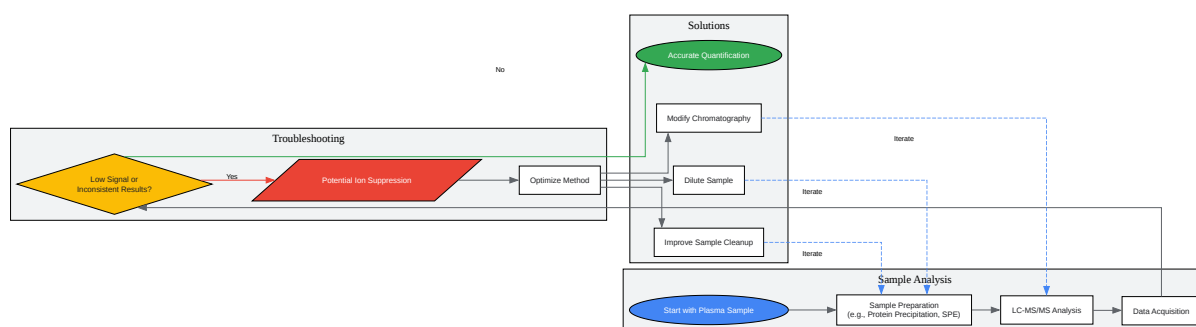 Solutions
Accurate Quantification
No
Modify Chromatography
Iterate
Troubleshooting
Low Signal or
Inconsistent Results?
Yes
Potential Ion Suppression
Optimize Method
Dilute Sample
Iterate
Improve Sample Cleanup
Iterate
Sample Analysis
Start with Plasma Sample
Sample Preparation
(e.g., Protein Precipitation, SPE)
LC-MS/MS Analysis
Data Acquisition